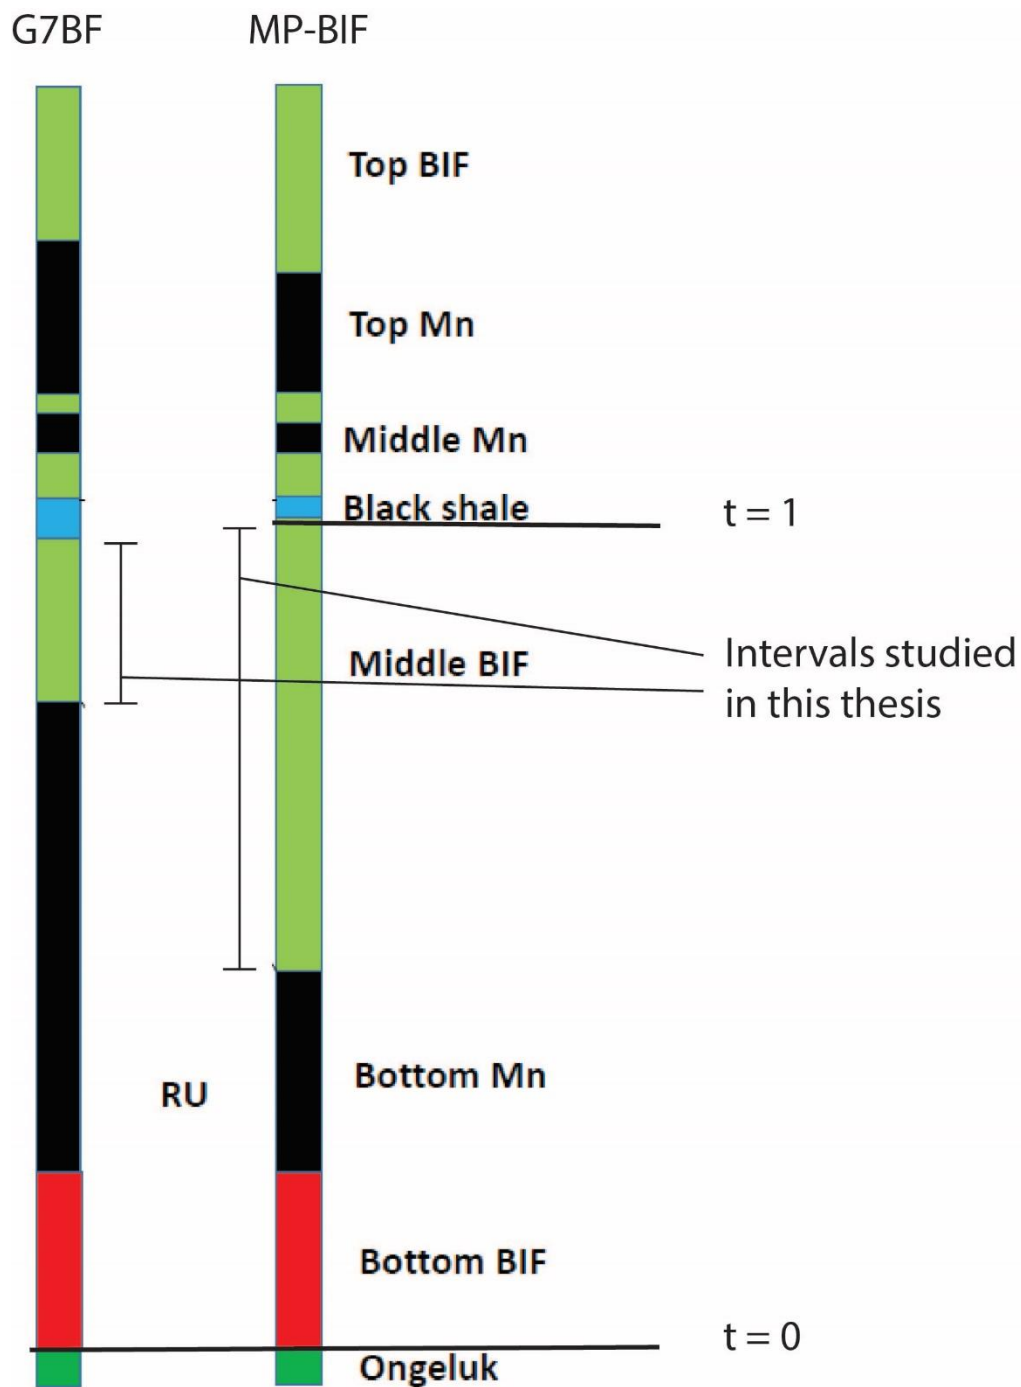 G7BF
MP-BIF
Top BIF
Top Mn
Middle Mn
Black shale
t = 1
Intervals studied
in this thesis
Middle BIF
Bottom Mn
RU
Bottom BIF
t = 0
Ongeluk